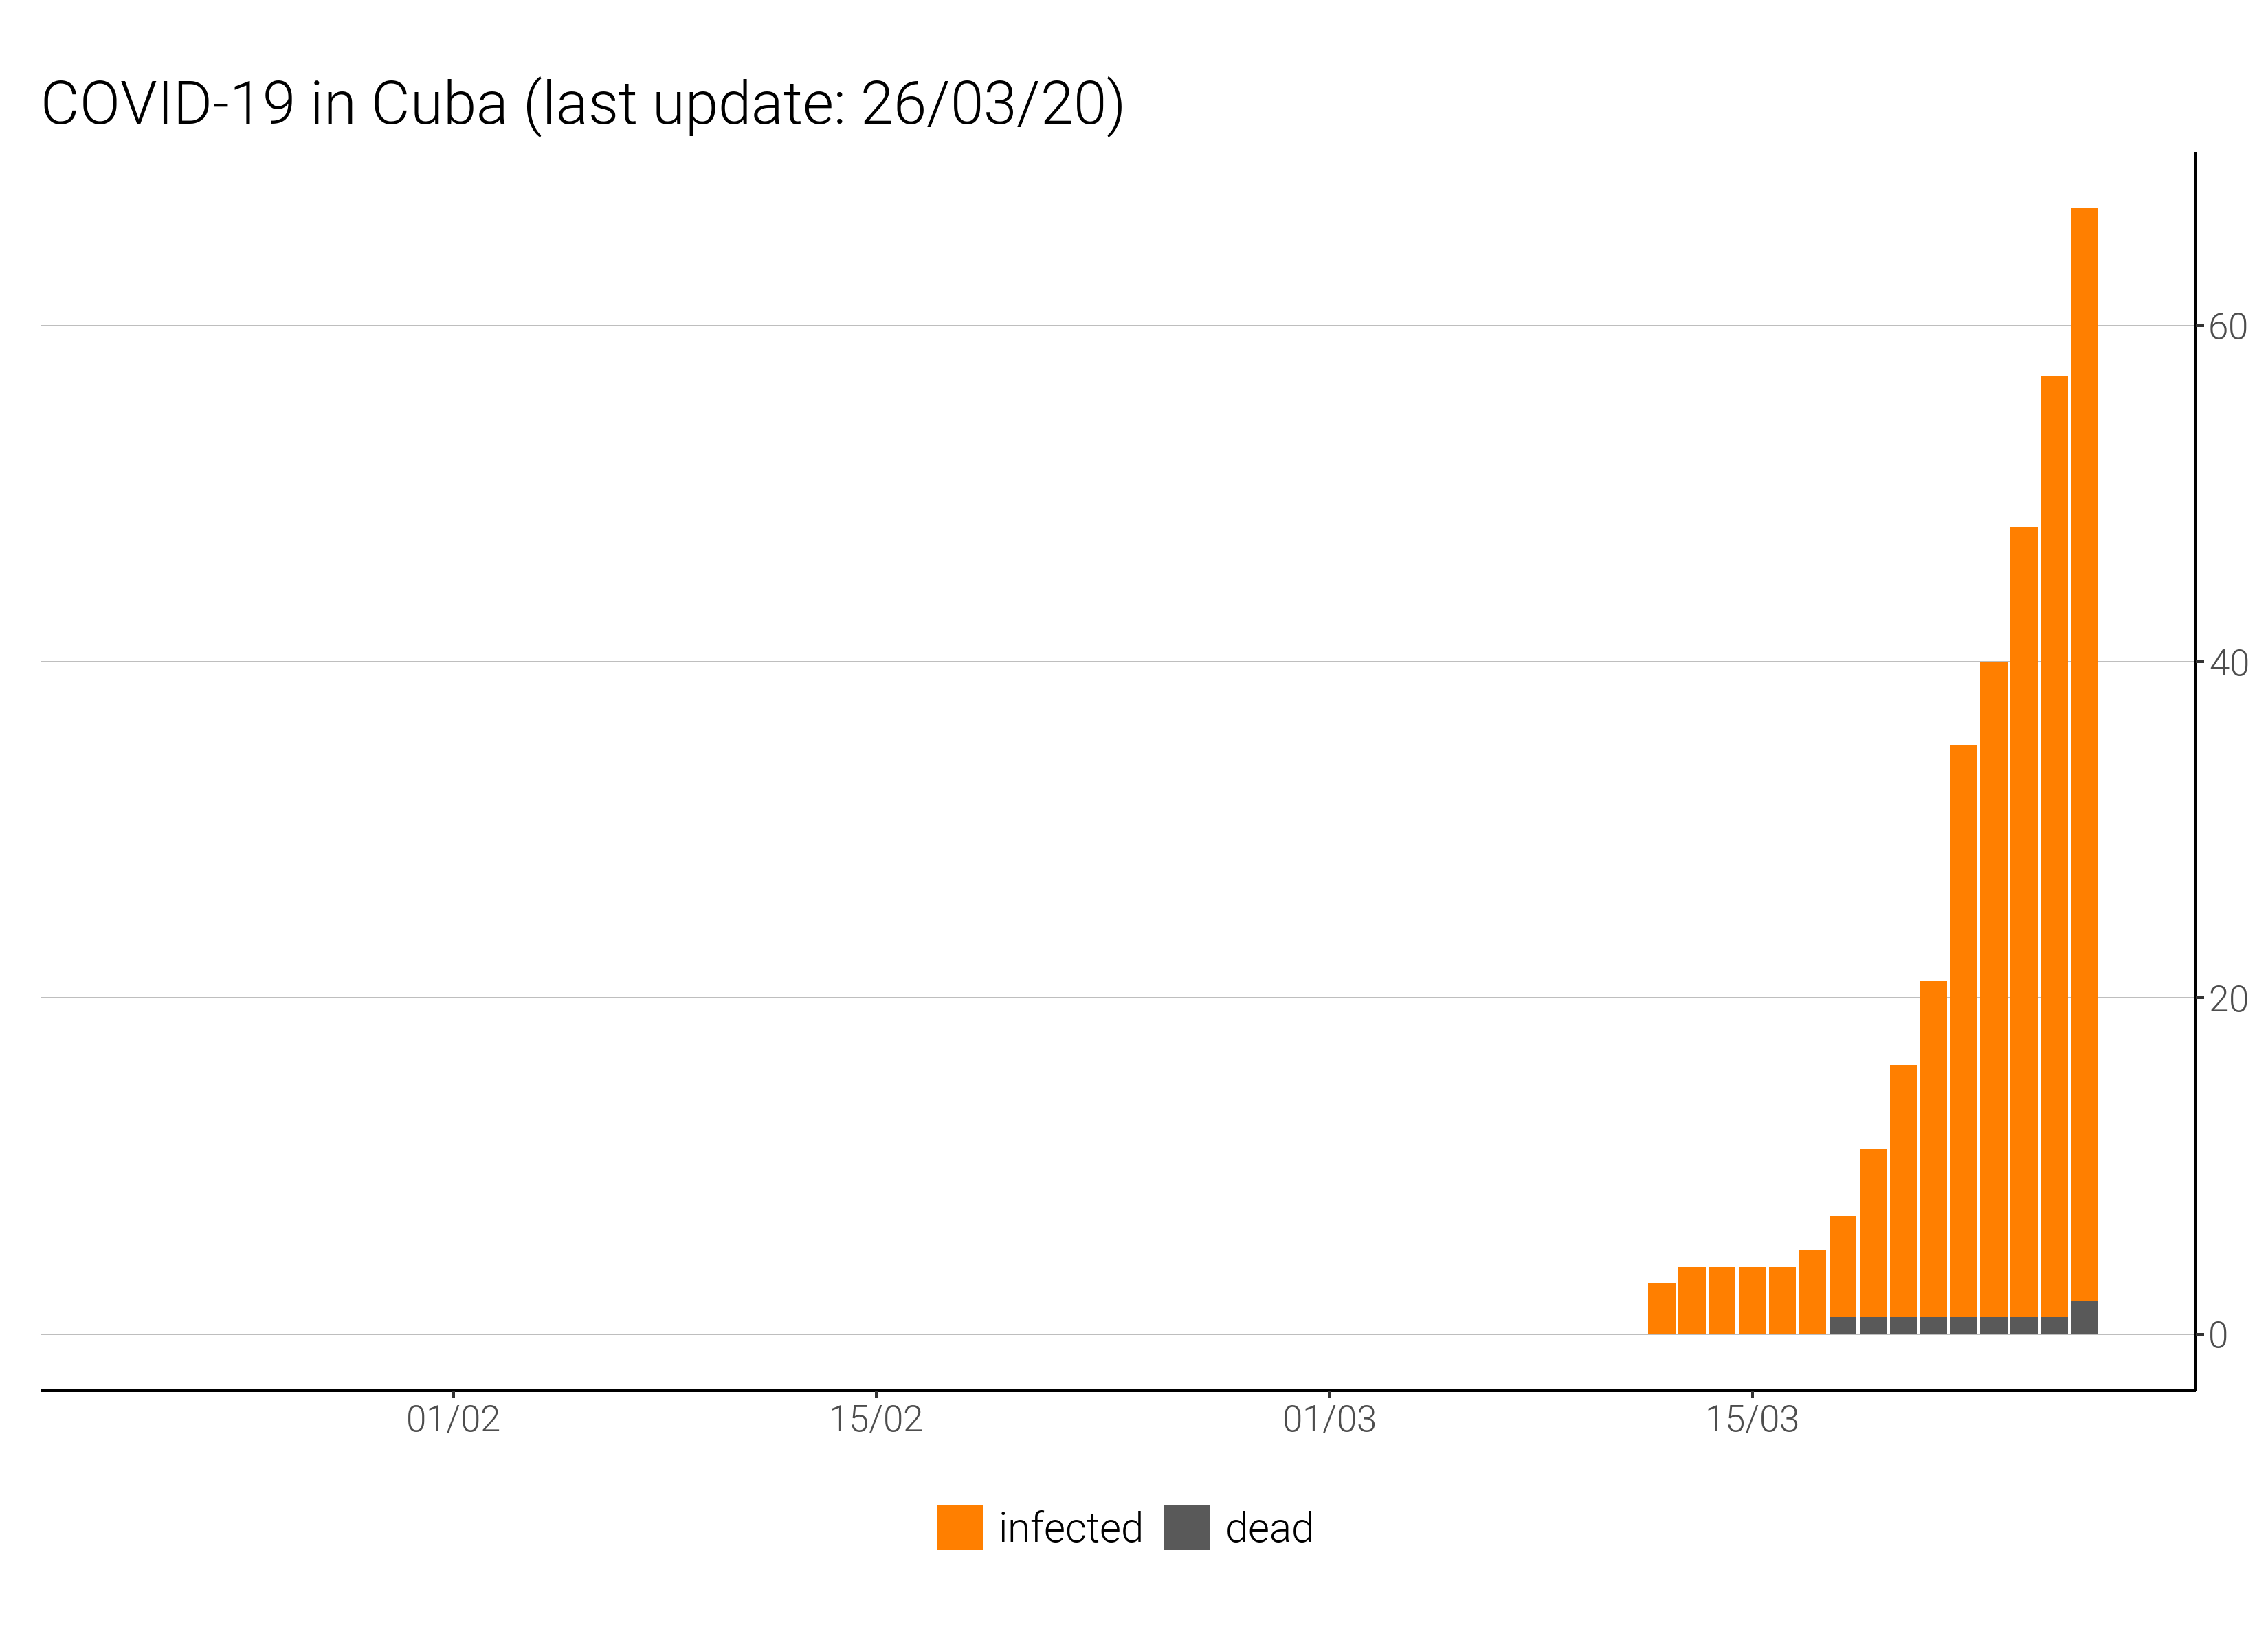 COVID-19 in Cuba (last update: 26/03/20)
60
40
20
0
01/02 15/02 01/03 15/03
infected dead